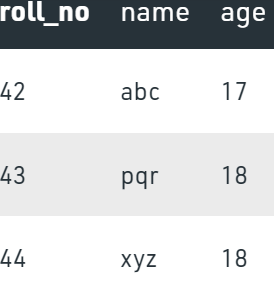 roll_no name age
42 abc 17
43 pqr 18
44 xyz 18